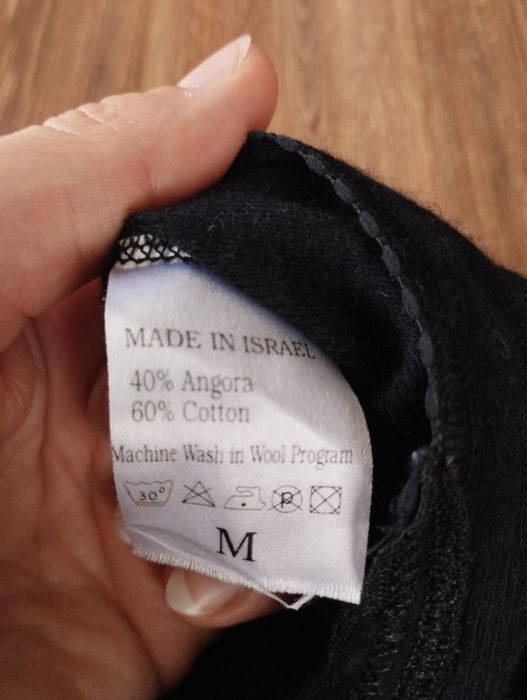 MADE IN ISRAEL
40% Angora
60% Cotton
Machine Wash in Wool Program
30° P
M